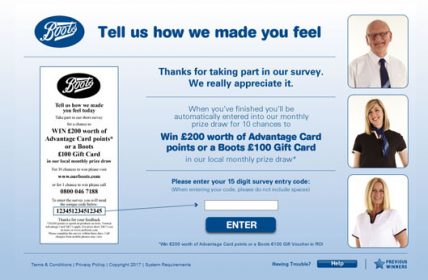 Boots
Tell us how we made you feel
Boots
Tell us how we made
you feel today
Take part in our short survey
for a chance to
WIN £200 worth of
Advantage Card points*
or a Boots
£100 Gift Card
in our local monthly prize draw
For 10 chances to win go to
www.ourboots.com
or for 1 chance to win please call
0800 046 7188
To enter the survey you will need
the unique code below
123451234512345
Thanks for your feedback
Thanks for taking part in our survey.
We really appreciate it.
When you've finished you'll be
automatically entered into our monthly
prize draw for 10 chances to
Win £200 worth of Advantage Card
points or a Boots £100 Gift Card
in our local monthly prize draw*
Please enter your 15 digit survey entry code:
(When entering your code, please do not include spaces)
ENTER
*Win £200 worth of Advantage Card points or a Boots £100 Gift Voucher in ROI
Terms & Conditions | Privacy Policy | Copyright 2017 | System Requirements
Having Trouble?
Help
PREVIOUS
WINNERS